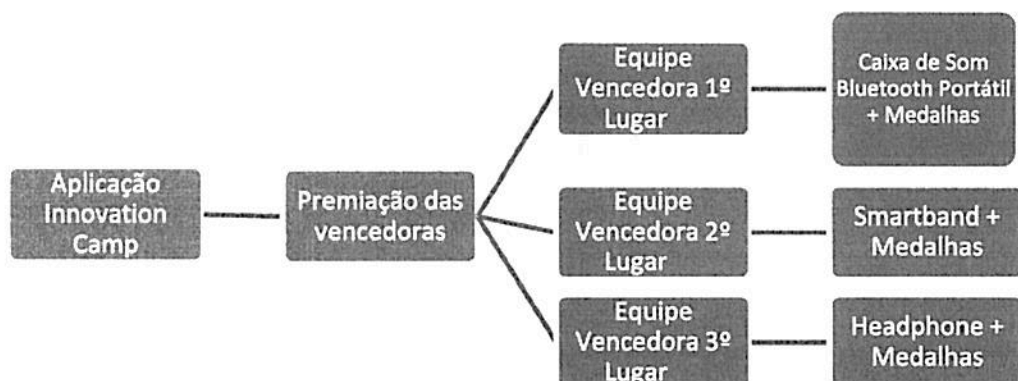 Aplicação
Innovation
Camp
Premiação das
vencedoras
Equipe
Vencedora 1º
Lugar
Caixa de Som
Bluetooth Portátil
+ Medalhas
Equipe
Vencedora 2º
Lugar
Smartband +
Medalhas
Equipe
Vencedora 3º
Lugar
Headphone +
Medalhas